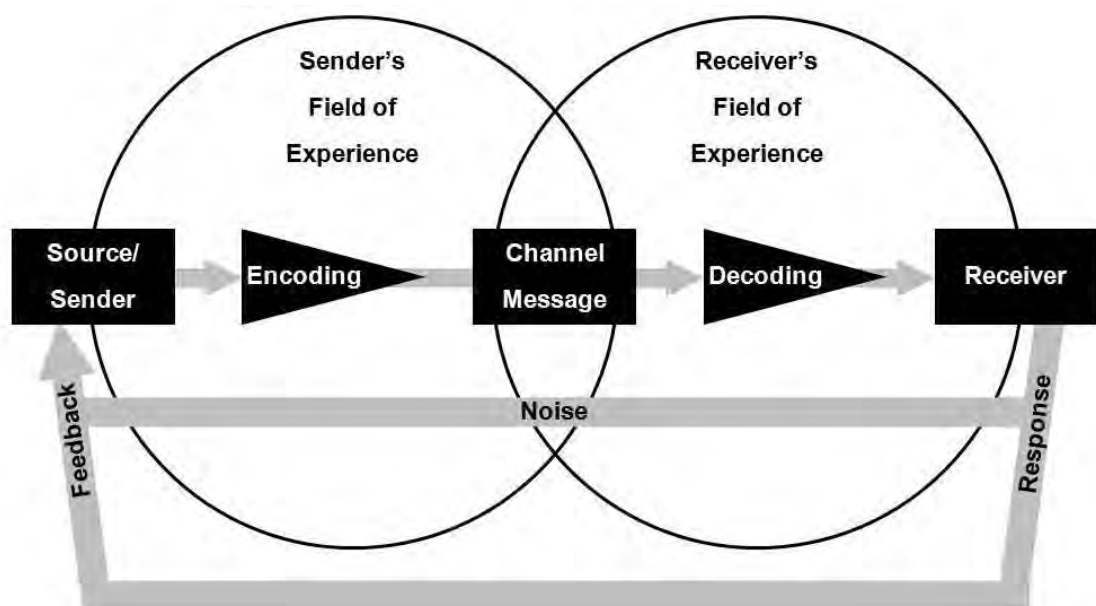 Sender's
Field of
Experience
Receiver's
Field of
Experience
Source/
Sender
Encoding
Channel
Message
Decoding
Receiver
Feedback
Noise
Response